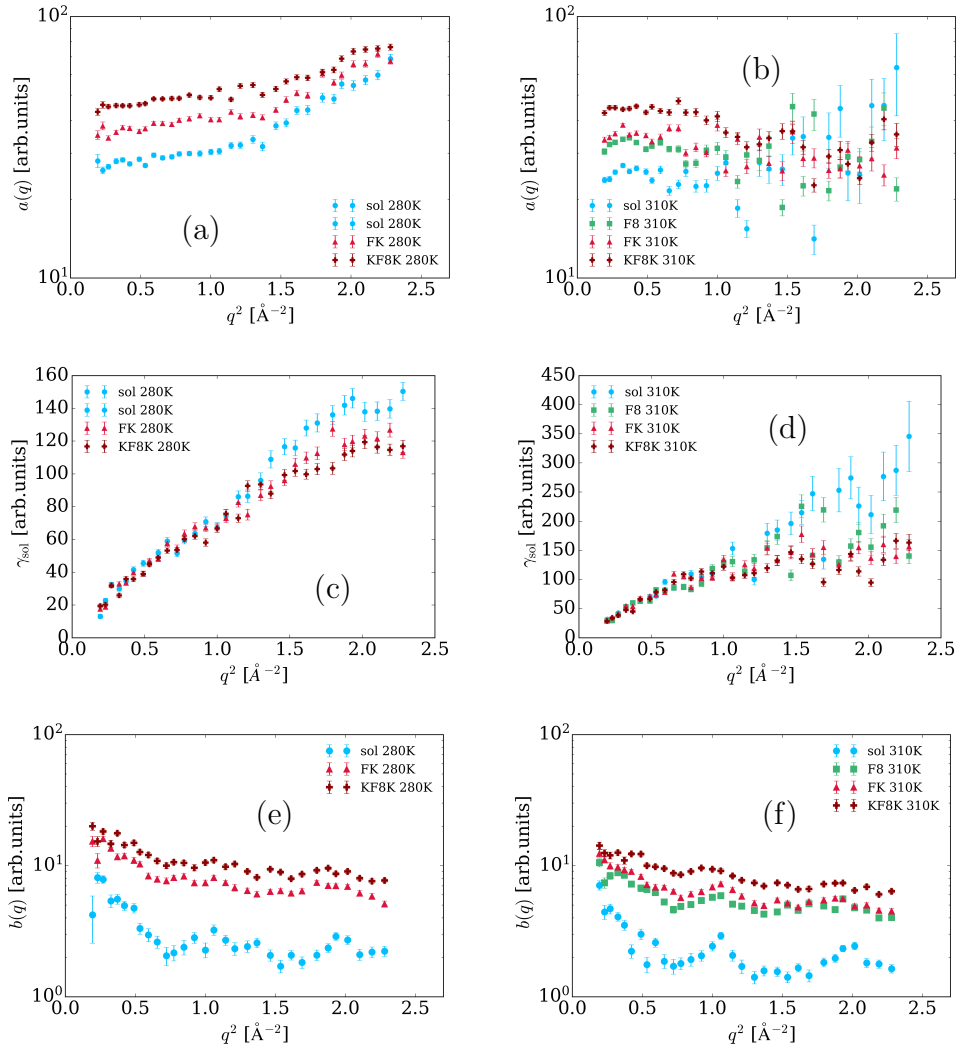 10²
a(q) [arb.units]
10¹
(a)
sol 280K
sol 280K
FK 280K
KF8K 280K
0.0 0.5 1.0 1.5 2.0 2.5
q² [Å⁻²]
10²
a(q) [arb.units]
10¹
(b)
sol 310K
F8 310K
FK 310K
KF8K 310K
0.0 0.5 1.0 1.5 2.0 2.5
q² [Å⁻²]
160
140
120
100
80
60
40
20
0
γsol [arb.units]
sol 280K
sol 280K
FK 280K
KF8K 280K
(c)
0.0 0.5 1.0 1.5 2.0 2.5
q² [Å⁻²]
450
400
350
300
250
200
150
100
50
0
γsol [arb.units]
sol 310K
F8 310K
FK 310K
KF8K 310K
(d)
0.0 0.5 1.0 1.5 2.0 2.5
q² [Å⁻²]
10²
10¹
10⁰
b(q) [arb.units]
sol 280K
FK 280K
KF8K 280K
(e)
0.0 0.5 1.0 1.5 2.0 2.5
q² [Å⁻²]
10²
10¹
10⁰
b(q) [arb.units]
sol 310K
F8 310K
FK 310K
KF8K 310K
(f)
0.0 0.5 1.0 1.5 2.0 2.5
q² [Å⁻²]